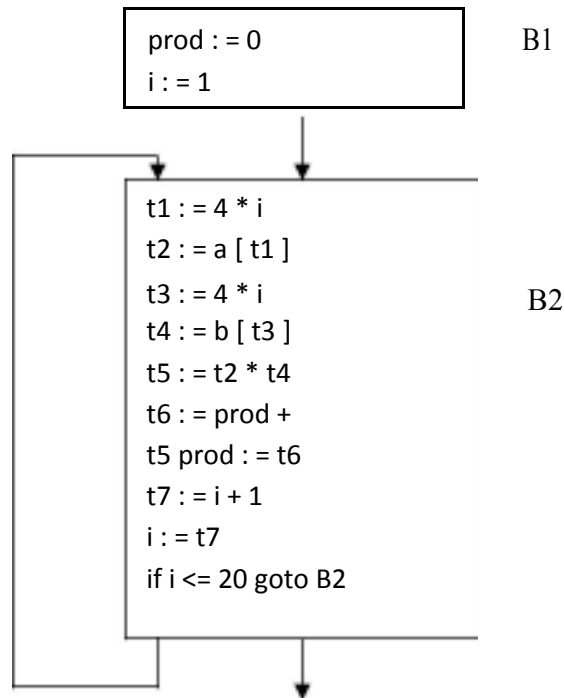 prod : = 0
B1
i : = 1
t1 : = 4 * i
t2 : = a [ t1 ]
t3 : = 4 * i
B2
t4 : = b [ t3 ]
t5 : = t2 * t4
t6 : = prod +
t5 prod : = t6
t7 : = i + 1
i : = t7
if i <= 20 goto B2